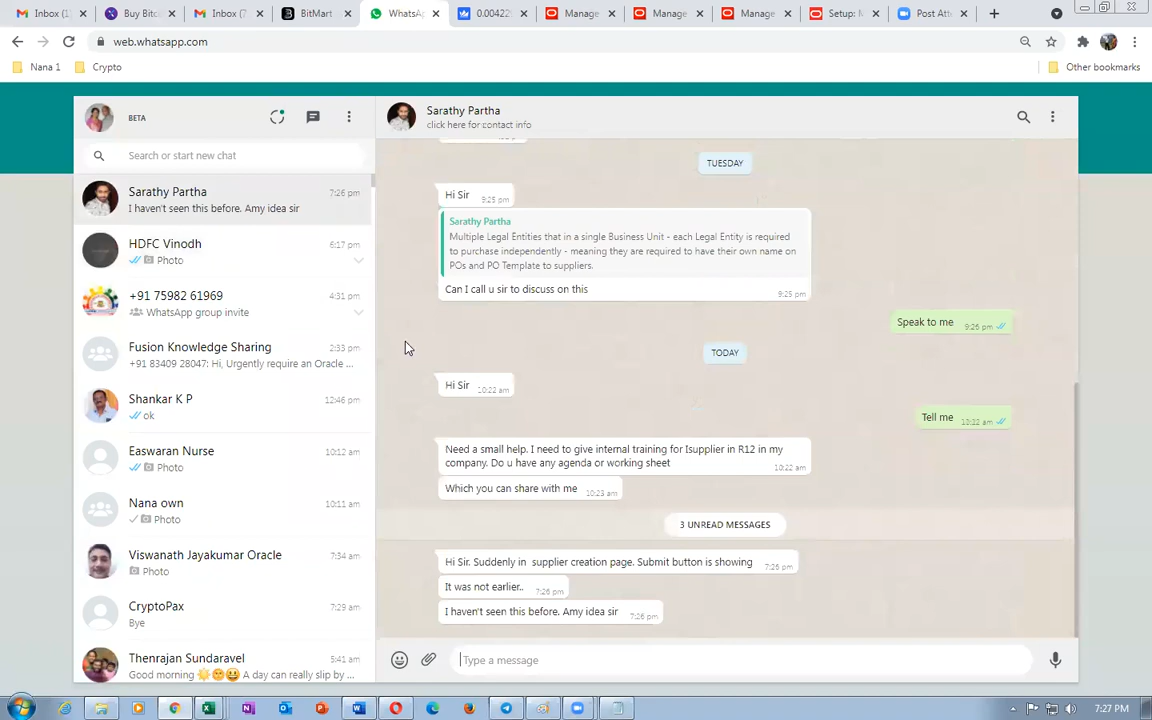 Inbox (1)
Buy Bitc
Inbox (7
BitMart
WhatsA
0.00422
Manage
Manage
Manage
Setup: M
Post Att
web.whatsapp.com
Nana 1
Crypto
Other bookmarks
BETA
Search or start new chat
Sarathy Partha 7:26 pm
I haven't seen this before. Amy idea sir
HDFC Vinodh 6:17 pm
Photo
+91 75982 61969 4:31 pm
WhatsApp group invite
Fusion Knowledge Sharing 2:33 pm
+91 83409 28047: Hi, Urgently require an Oracle ...
Shankar K P 12:46 pm
ok
Easwaran Nurse 10:12 am
Photo
Nana own 10:11 am
Photo
Viswanath Jayakumar Oracle 7:34 am
Photo
CryptoPax 7:29 am
Bye
Thenrajan Sundaravel 5:41 am
Good morning 🌞😁😃 A day can really slip by ...
Sarathy Partha
click here for contact info
TUESDAY
Hi Sir 9:25 pm
Sarathy Partha
Multiple Legal Entities that in a single Business Unit - each Legal Entity is required
to purchase independently - meaning they are required to have their own name on
POs and PO Template to suppliers.
Can I call u sir to discuss on this 9:25 pm
Speak to me 9:26 pm
TODAY
Hi Sir 10:22 am
Tell me 10:22 am
Need a small help. I need to give internal training for Isupplier in R12 in my
company. Do u have any agenda or working sheet 10:22 am
Which you can share with me 10:23 am
3 UNREAD MESSAGES
Hi Sir. Suddenly in supplier creation page. Submit button is showing 7:26 pm
It was not earlier.. 7:26 pm
I haven't seen this before. Amy idea sir 7:26 pm
Type a message
7:27 PM